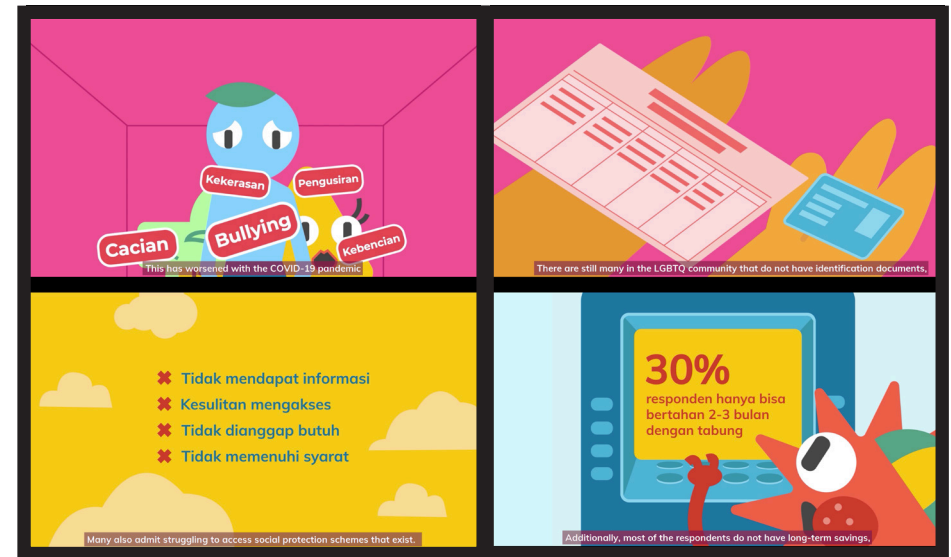 Kekerasan
Pengusiran
Cacian
Bullying
Kebencian
This has worsened with the COVID-19 pandemic
There are still many in the LGBTQ community that do not have identification documents,
✖ Tidak mendapat informasi
✖ Kesulitan mengakses
✖ Tidak dianggap butuh
✖ Tidak memenuhi syarat
Many also admit struggling to access social protection schemes that exist.
30%
responden hanya bisa
bertahan 2-3 bulan
dengan tabung
Additionally, most of the respondents do not have long-term savings,